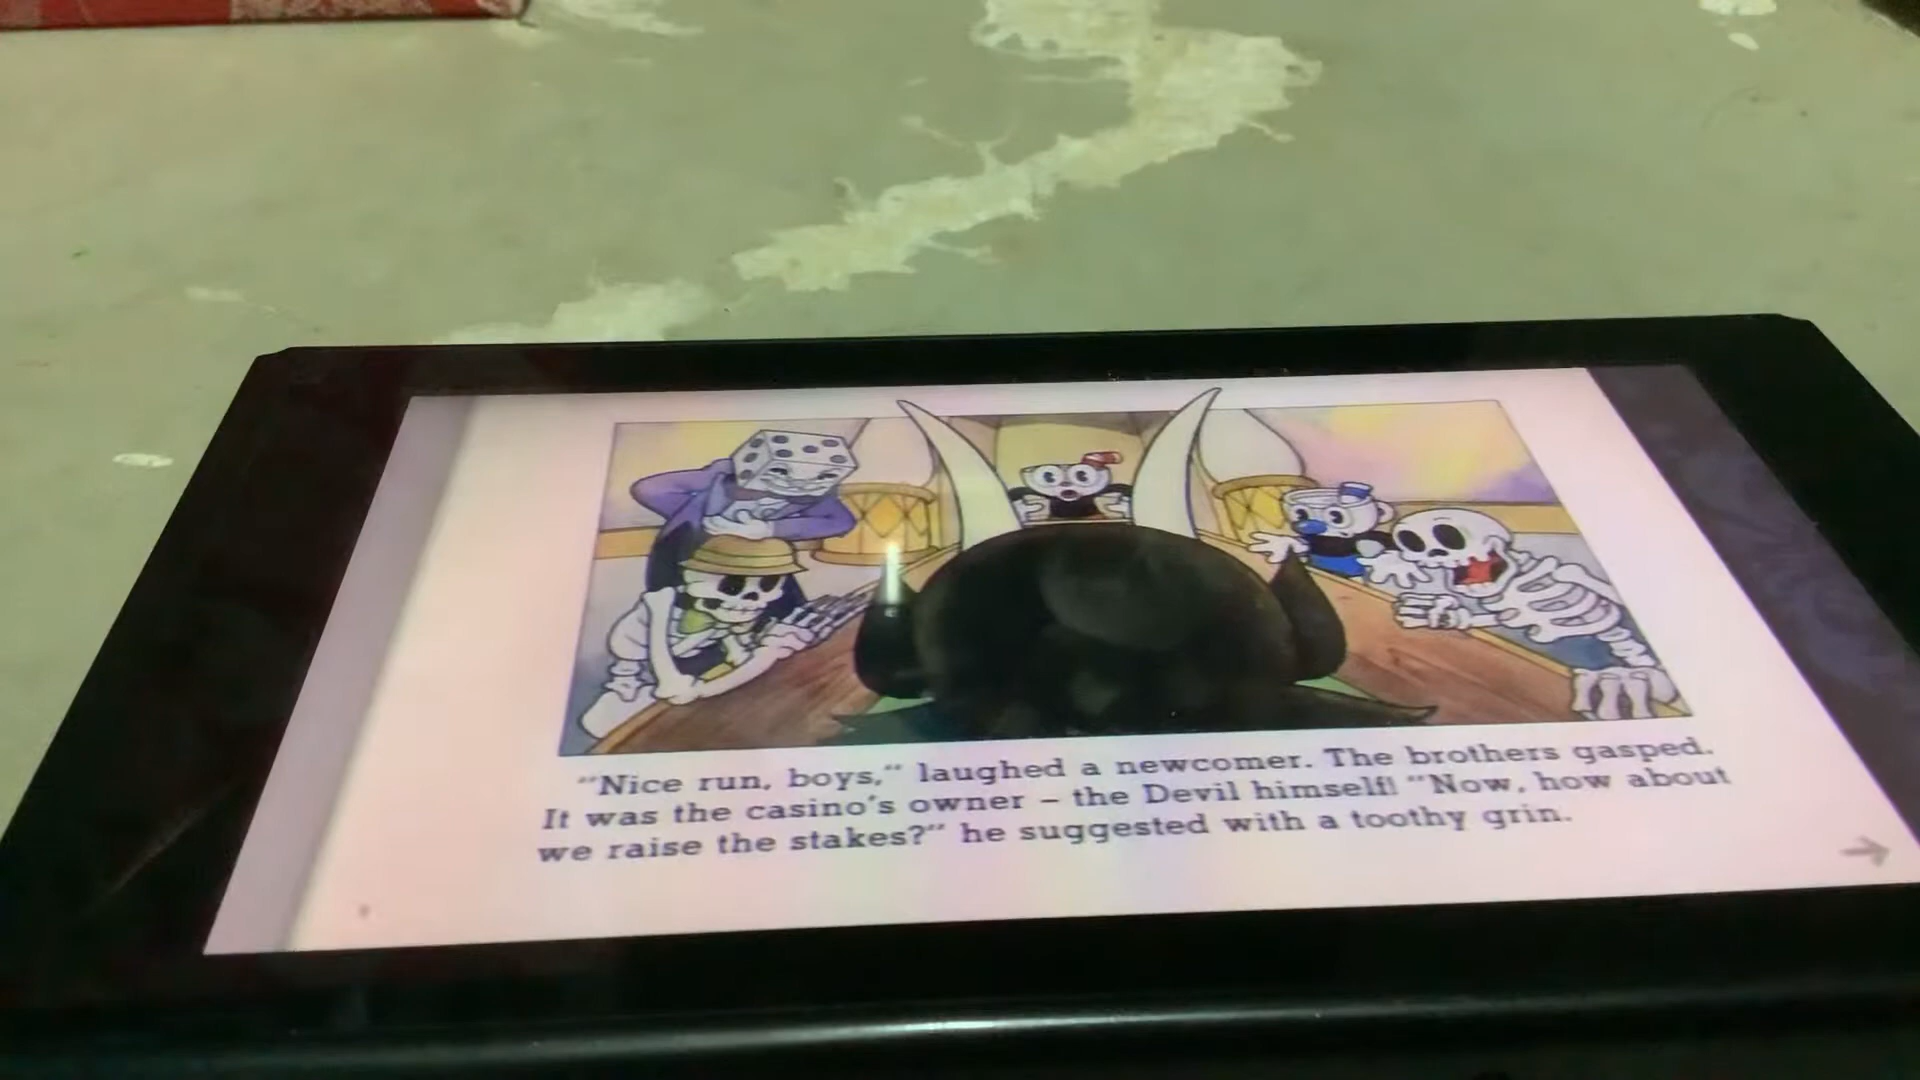 "Nice run, boys," laughed a newcomer. The brothers gasped.
It was the casino's owner – the Devil himself! "Now, how about
we raise the stakes?" he suggested with a toothy grin.